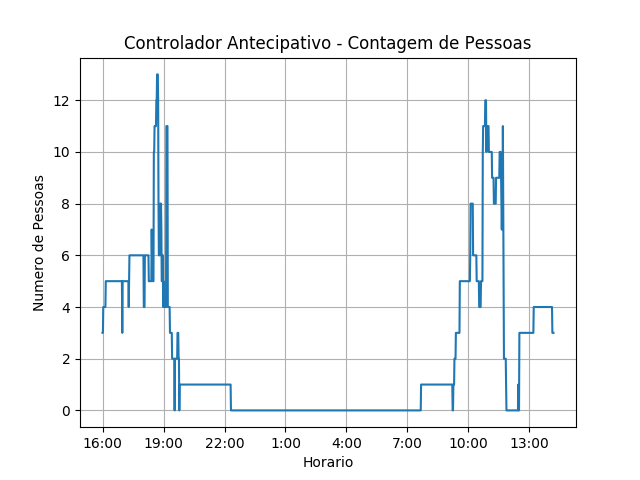 Controlador Antecipativo - Contagem de Pessoas
Numero de Pessoas
12
10
8
6
4
2
0
16:00 19:00 22:00 1:00 4:00 7:00 10:00 13:00
Horario